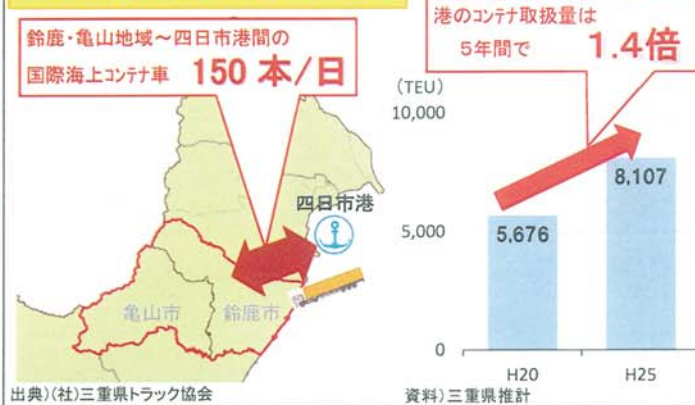 鈴鹿・亀山地域～四日市港間の
国際海上コンテナ車 150 本/日
四日市港
亀山市
鈴鹿市
出典)(社)三重県トラック協会
港のコンテナ取扱量は
5年間で 1.4倍
(TEU)
10,000
5,000
0
5,676
8,107
H20
H25
資料)三重県推計